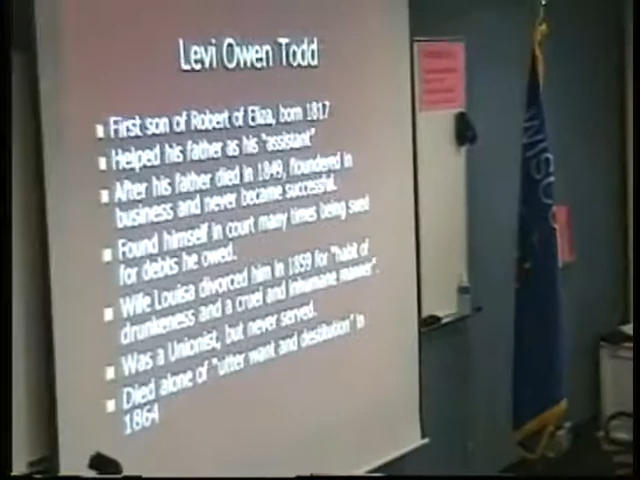 Levi Owen Todd
First son of Robert of Eliza, born 1817
Helped his father as his "assistant"
After his father died in 1849, floundered in
business and never became successful.
Found himself in court many times being sued
for debts he owed.
Wife Louisa divorced him in 1859 for "habit of
drunkeness and a cruel and inhumane manner".
Was a Unionist, but never served.
Died alone of "utter want and destitution" in
1864